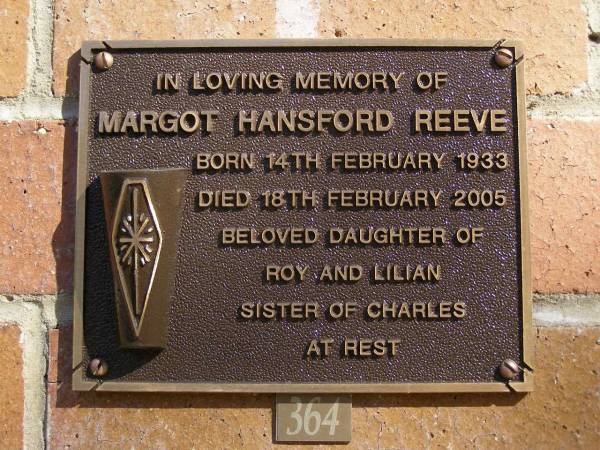 IN LOVING MEMORY OF
MARGOT HANSFORD REEVE
BORN 14TH FEBRUARY 1933
DIED 18TH FEBRUARY 2005
BELOVED DAUGHTER OF
ROY AND LILIAN
SISTER OF CHARLES
AT REST
364